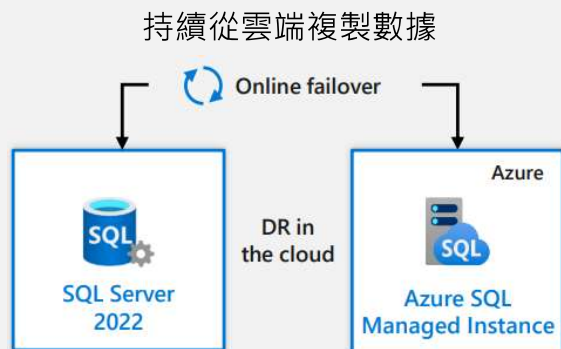 持續從雲端複製數據
Online failover
Azure
SQL
DR in
the cloud
SQL
SQL Server
2022
Azure SQL
Managed Instance